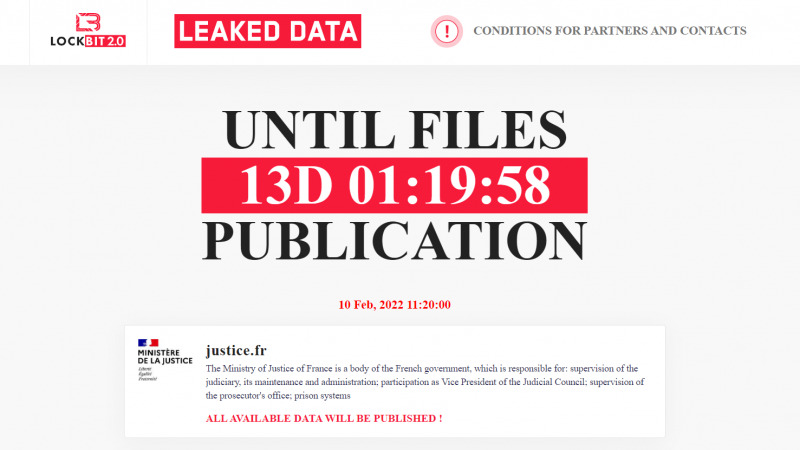 LOCKBIT 2.0
LEAKED DATA
CONDITIONS FOR PARTNERS AND CONTACTS
UNTIL FILES
13D 01:19:58
PUBLICATION
10 Feb, 2022 11:20:00
MINISTÈRE
DE LA JUSTICE
Liberté
Égalité
Fraternité
justice.fr
The Ministry of Justice of France is a body of the French government, which is responsible for: supervision of the
judiciary, its maintenance and administration; participation as Vice President of the Judicial Council; supervision of
the prosecutor's office; prison systems
ALL AVAILABLE DATA WILL BE PUBLISHED !